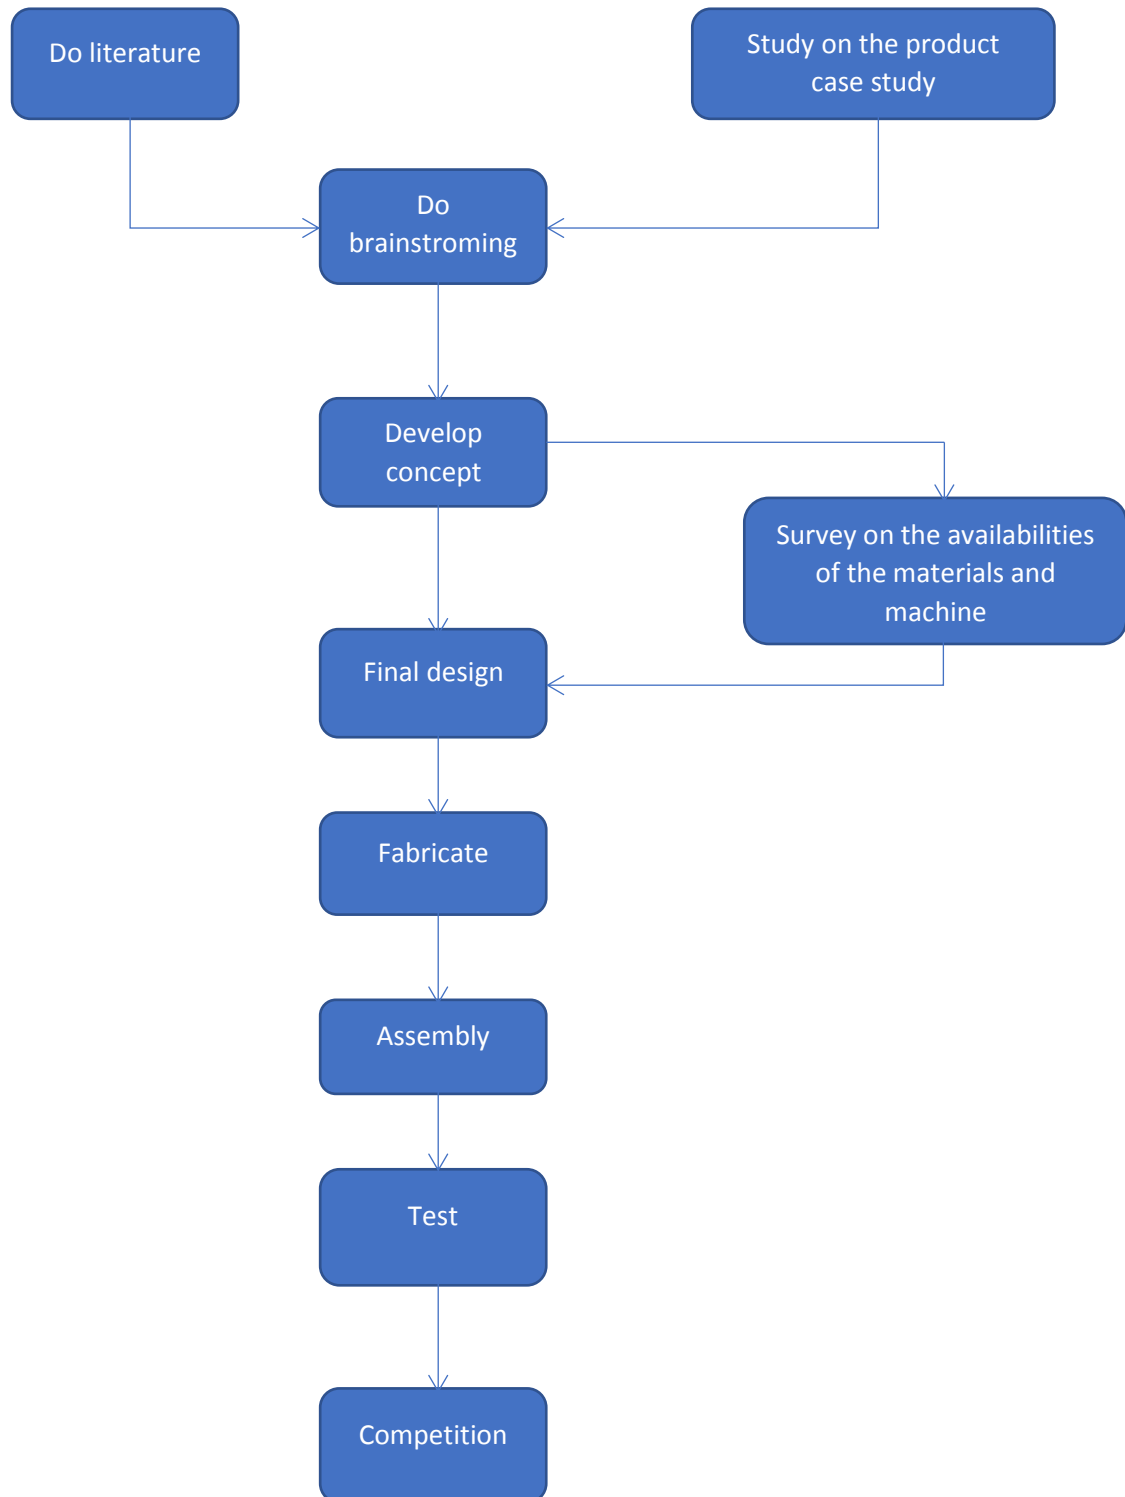 Do literature
Study on the product
case study
Do
brainstroming
Develop
concept
Survey on the availabilities
of the materials and
machine
Final design
Fabricate
Assembly
Test
Competition